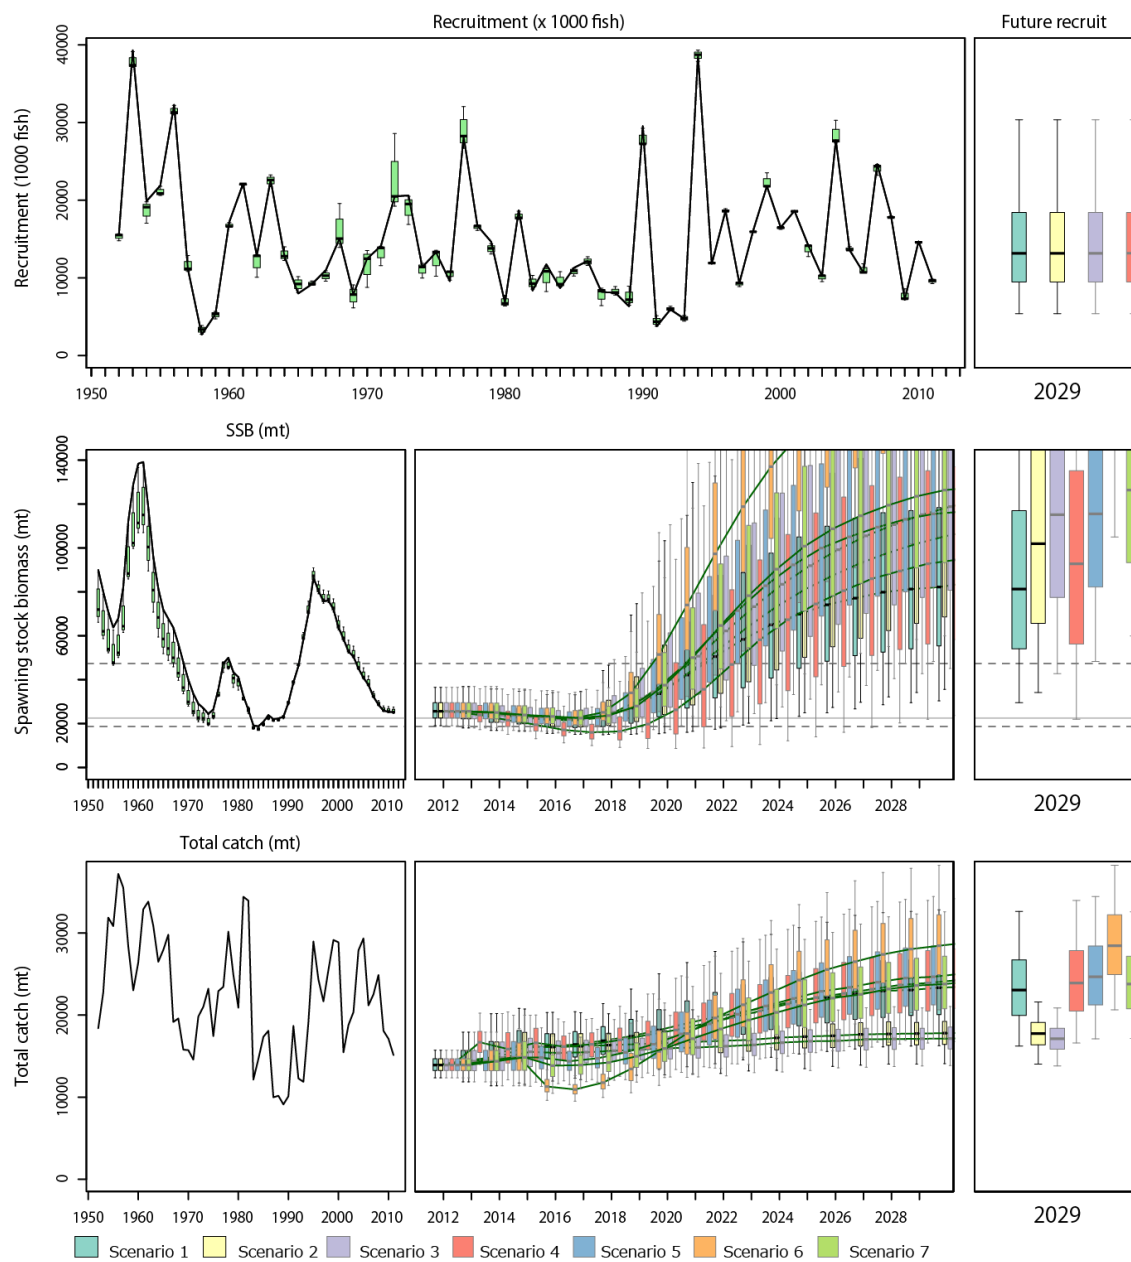 Recruitment (x 1000 fish) Future recruit
Recruitment (1000 fish)
40000
30000
20000
10000
0
1950 1960 1970 1980 1990 2000 2010 2029
SSB (mt)
Spawning stock biomass (mt)
140000
100000
60000
20000
0
1950 1960 1970 1980 1990 2000 2010 2012 2014 2016 2018 2020 2022 2024 2026 2028 2029
Total catch (mt)
Total catch (mt)
30000
20000
10000
0
1950 1960 1970 1980 1990 2000 2010 2012 2014 2016 2018 2020 2022 2024 2026 2028 2029
Scenario 1 Scenario 2 Scenario 3 Scenario 4 Scenario 5 Scenario 6 Scenario 7